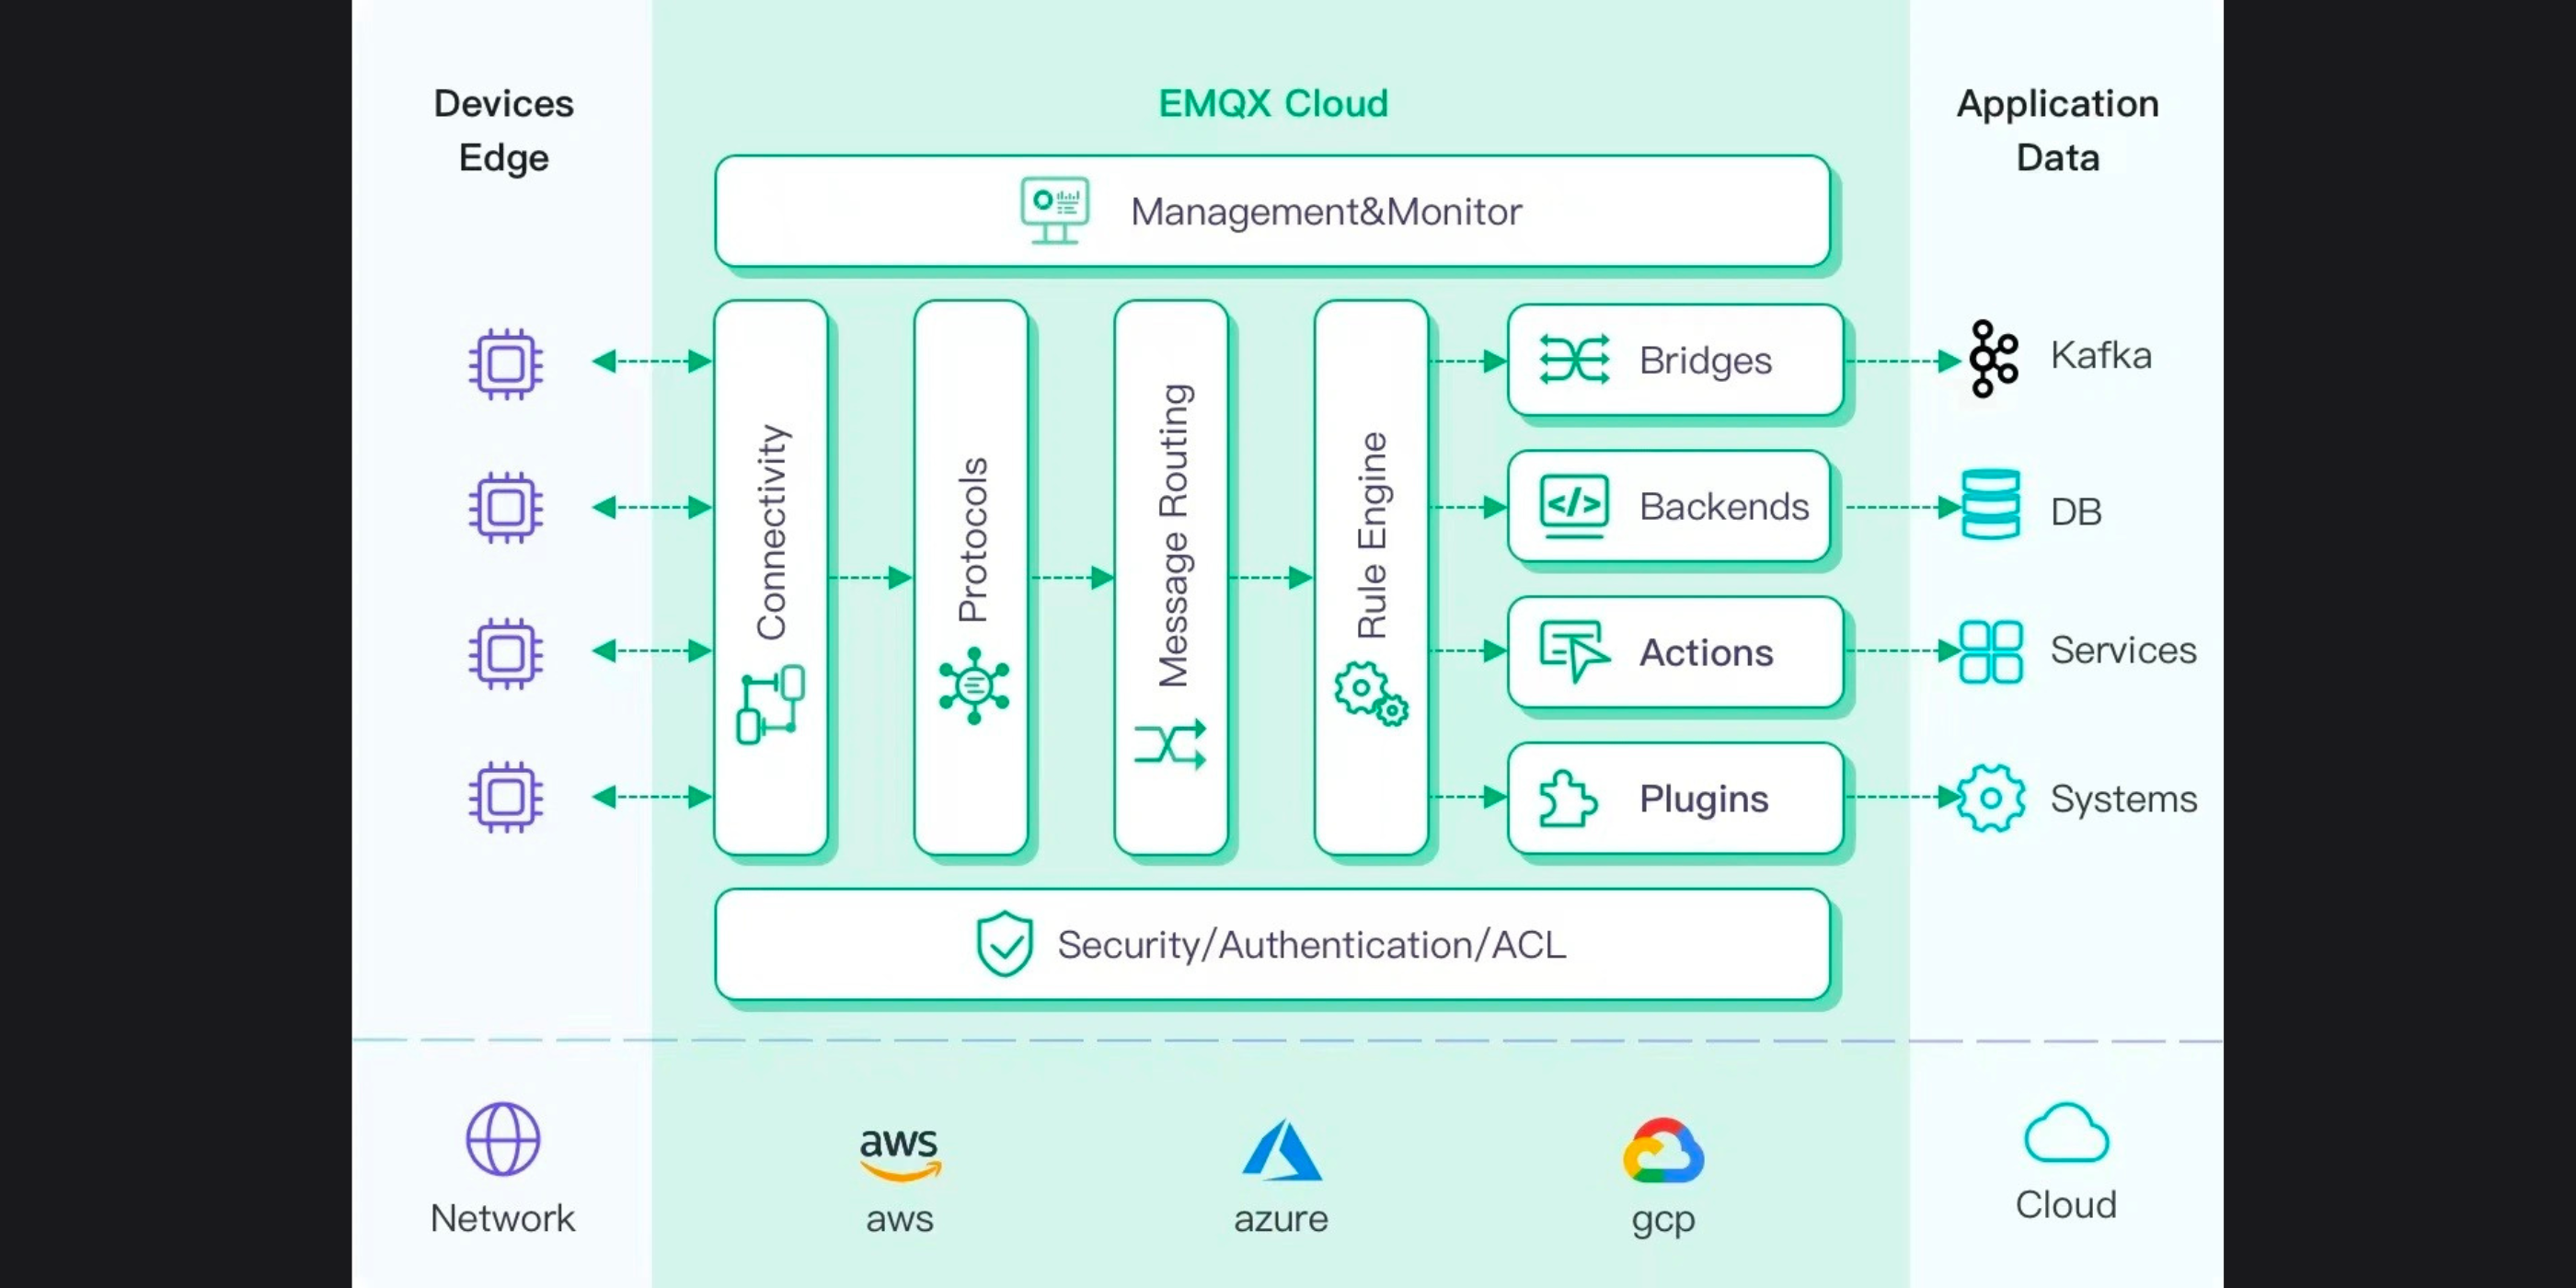 Devices
Edge
EMQX Cloud
Application
Data
Management&Monitor
Connectivity
Protocols
Message Routing
Rule Engine
Bridges
Backends
</>
Actions
Plugins
Kafka
DB
Services
Systems
Security/Authentication/ACL
Network
aws
aws
azure
gcp
Cloud